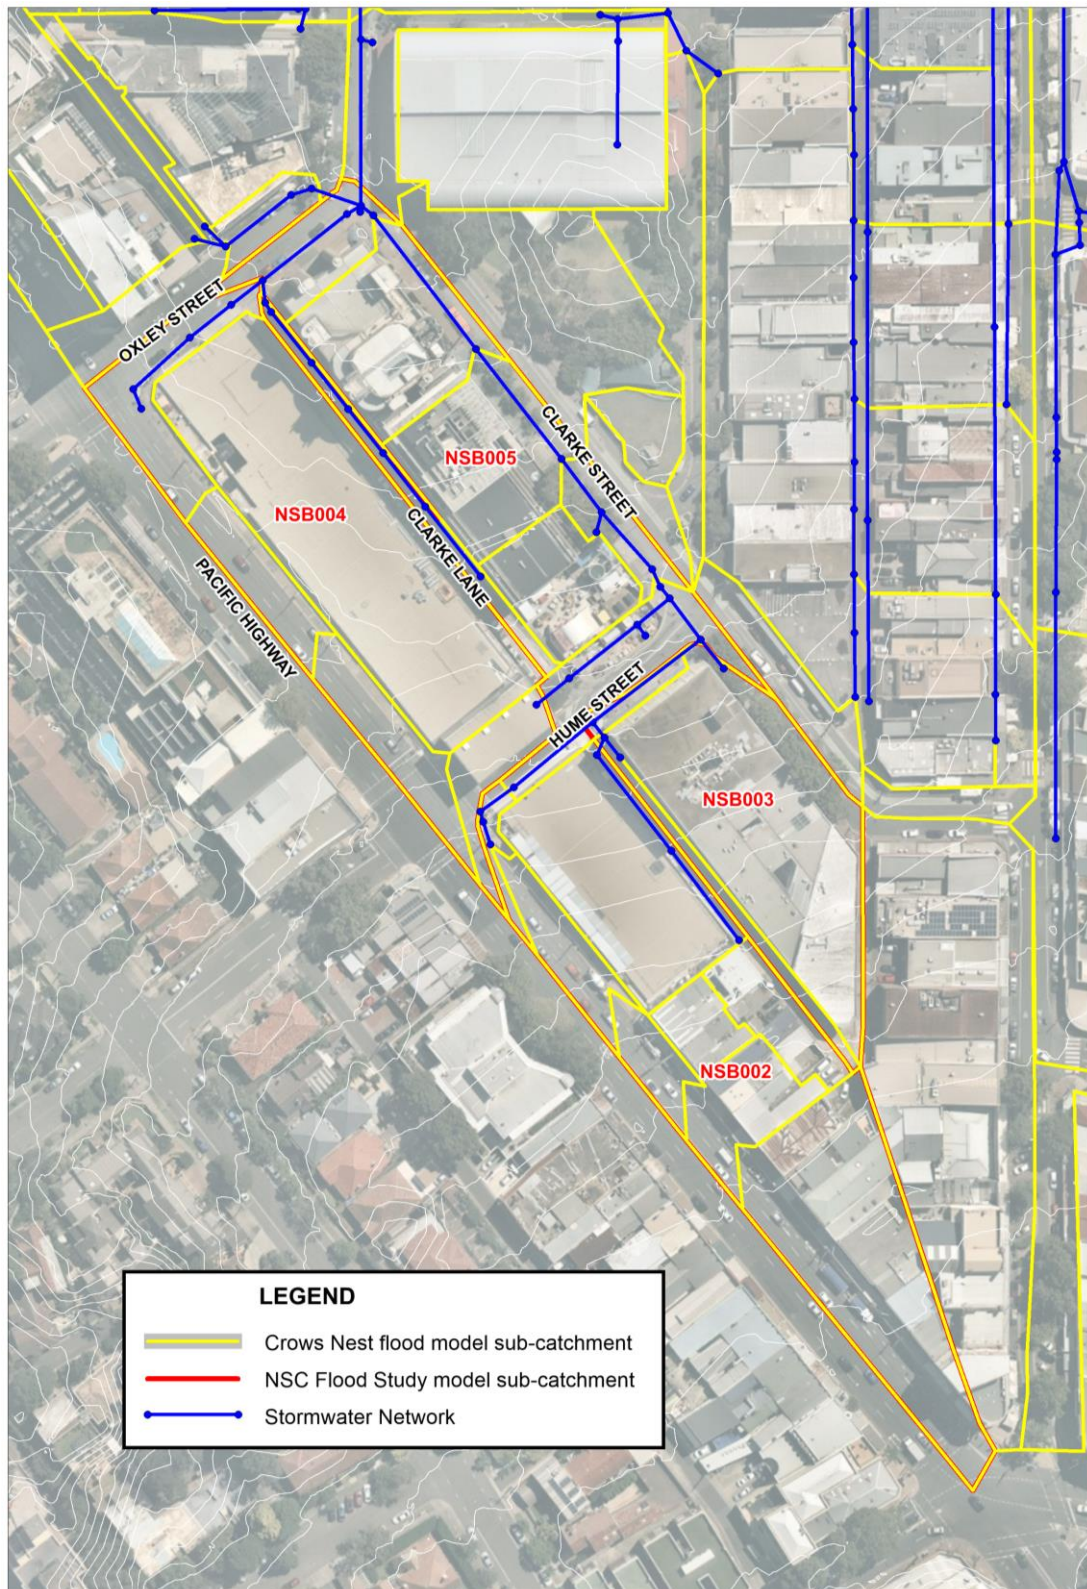 OXLEY STREET
CLARKE STREET
NSB005
NSB004
CLARKE LANE
PACIFIC HIGHWAY
HUME STREET
NSB003
NSB002
LEGEND
Crows Nest flood model sub-catchment
NSC Flood Study model sub-catchment
Stormwater Network